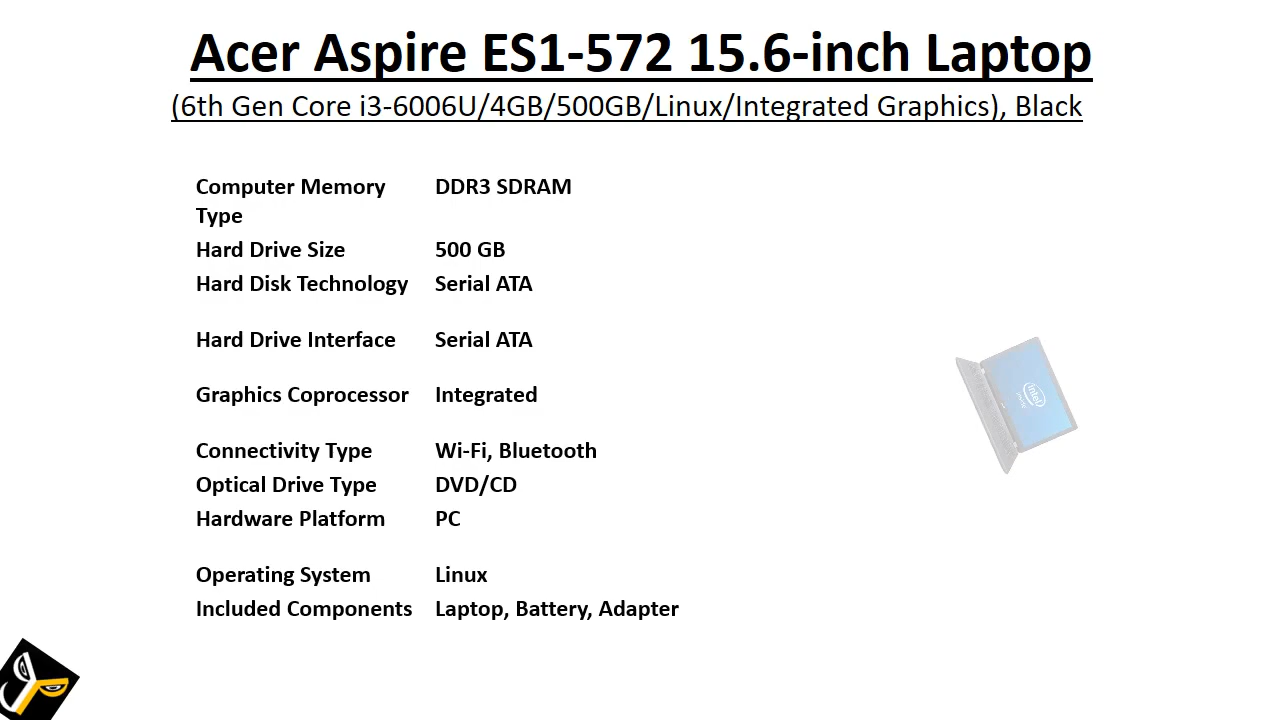 Acer Aspire ES1-572 15.6-inch Laptop
(6th Gen Core i3-6006U/4GB/500GB/Linux/Integrated Graphics), Black
Computer Memory Type DDR3 SDRAM
Hard Drive Size 500 GB
Hard Disk Technology Serial ATA
Hard Drive Interface Serial ATA
Graphics Coprocessor Integrated
Connectivity Type Wi-Fi, Bluetooth
Optical Drive Type DVD/CD
Hardware Platform PC
Operating System Linux
Included Components Laptop, Battery, Adapter
intel